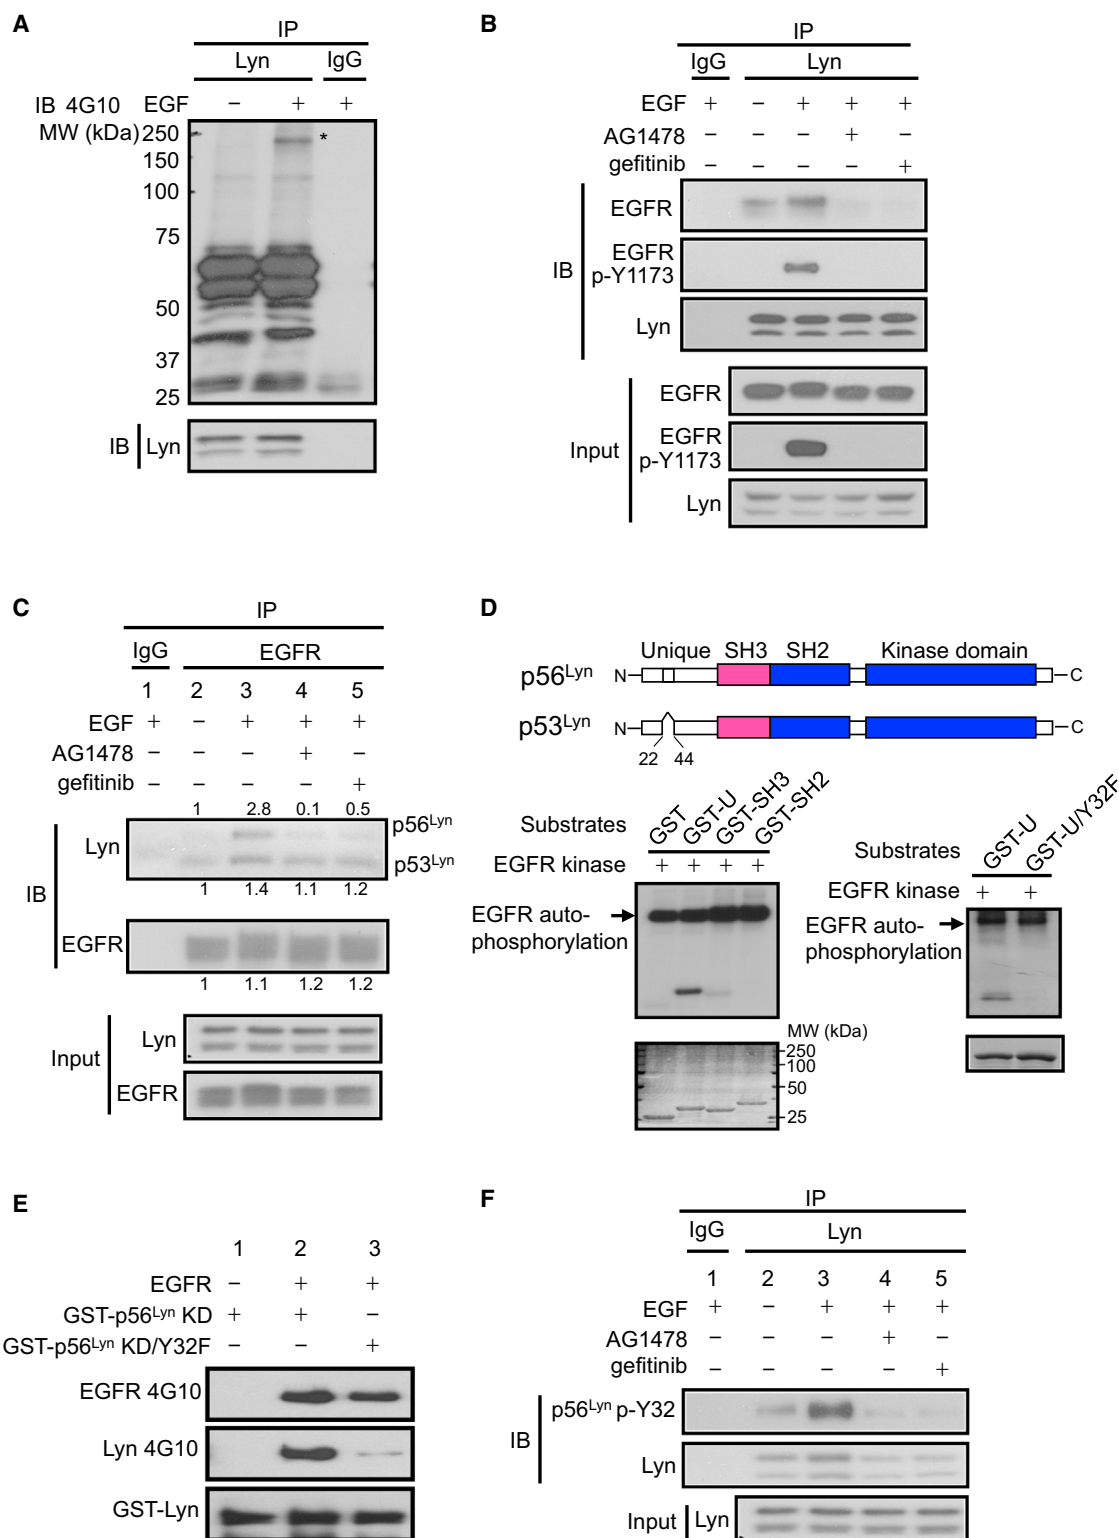 A
IP
Lyn IgG
IB 4G10 EGF − + +
MW (kDa)
250
150
100
75
50
37
25
*
IB Lyn
B
IP
IgG Lyn
EGF + − + + +
AG1478 − − − + −
gefitinib − − − − +
IB
EGFR
EGFR
p-Y1173
Lyn
Input
EGFR
EGFR
p-Y1173
Lyn
C
IP
IgG EGFR
1 2 3 4 5
EGF + − + + +
AG1478 − − − + −
gefitinib − − − − +
1 2.8 0.1 0.5
IB
Lyn
p56Lyn
p53Lyn
1 1.4 1.1 1.2
EGFR
1 1.1 1.2 1.2
Input
Lyn
EGFR
D
Unique SH3 SH2 Kinase domain
p56Lyn N C
p53Lyn N C
22 44
Substrates GST GST-U GST-SH3 GST-SH2
EGFR kinase + + + +
EGFR auto-
phosphorylation
MW (kDa)
250
100
50
25
Substrates GST-U GST-U/Y32F
EGFR kinase + +
EGFR auto-
phosphorylation
E
1 2 3
EGFR − + +
GST-p56Lyn KD + + −
GST-p56Lyn KD/Y32F − − +
EGFR 4G10
Lyn 4G10
GST-Lyn
F
IP
IgG Lyn
1 2 3 4 5
EGF + − + + +
AG1478 − − − + −
gefitinib − − − − +
IB
p56Lyn p-Y32
Lyn
Input Lyn